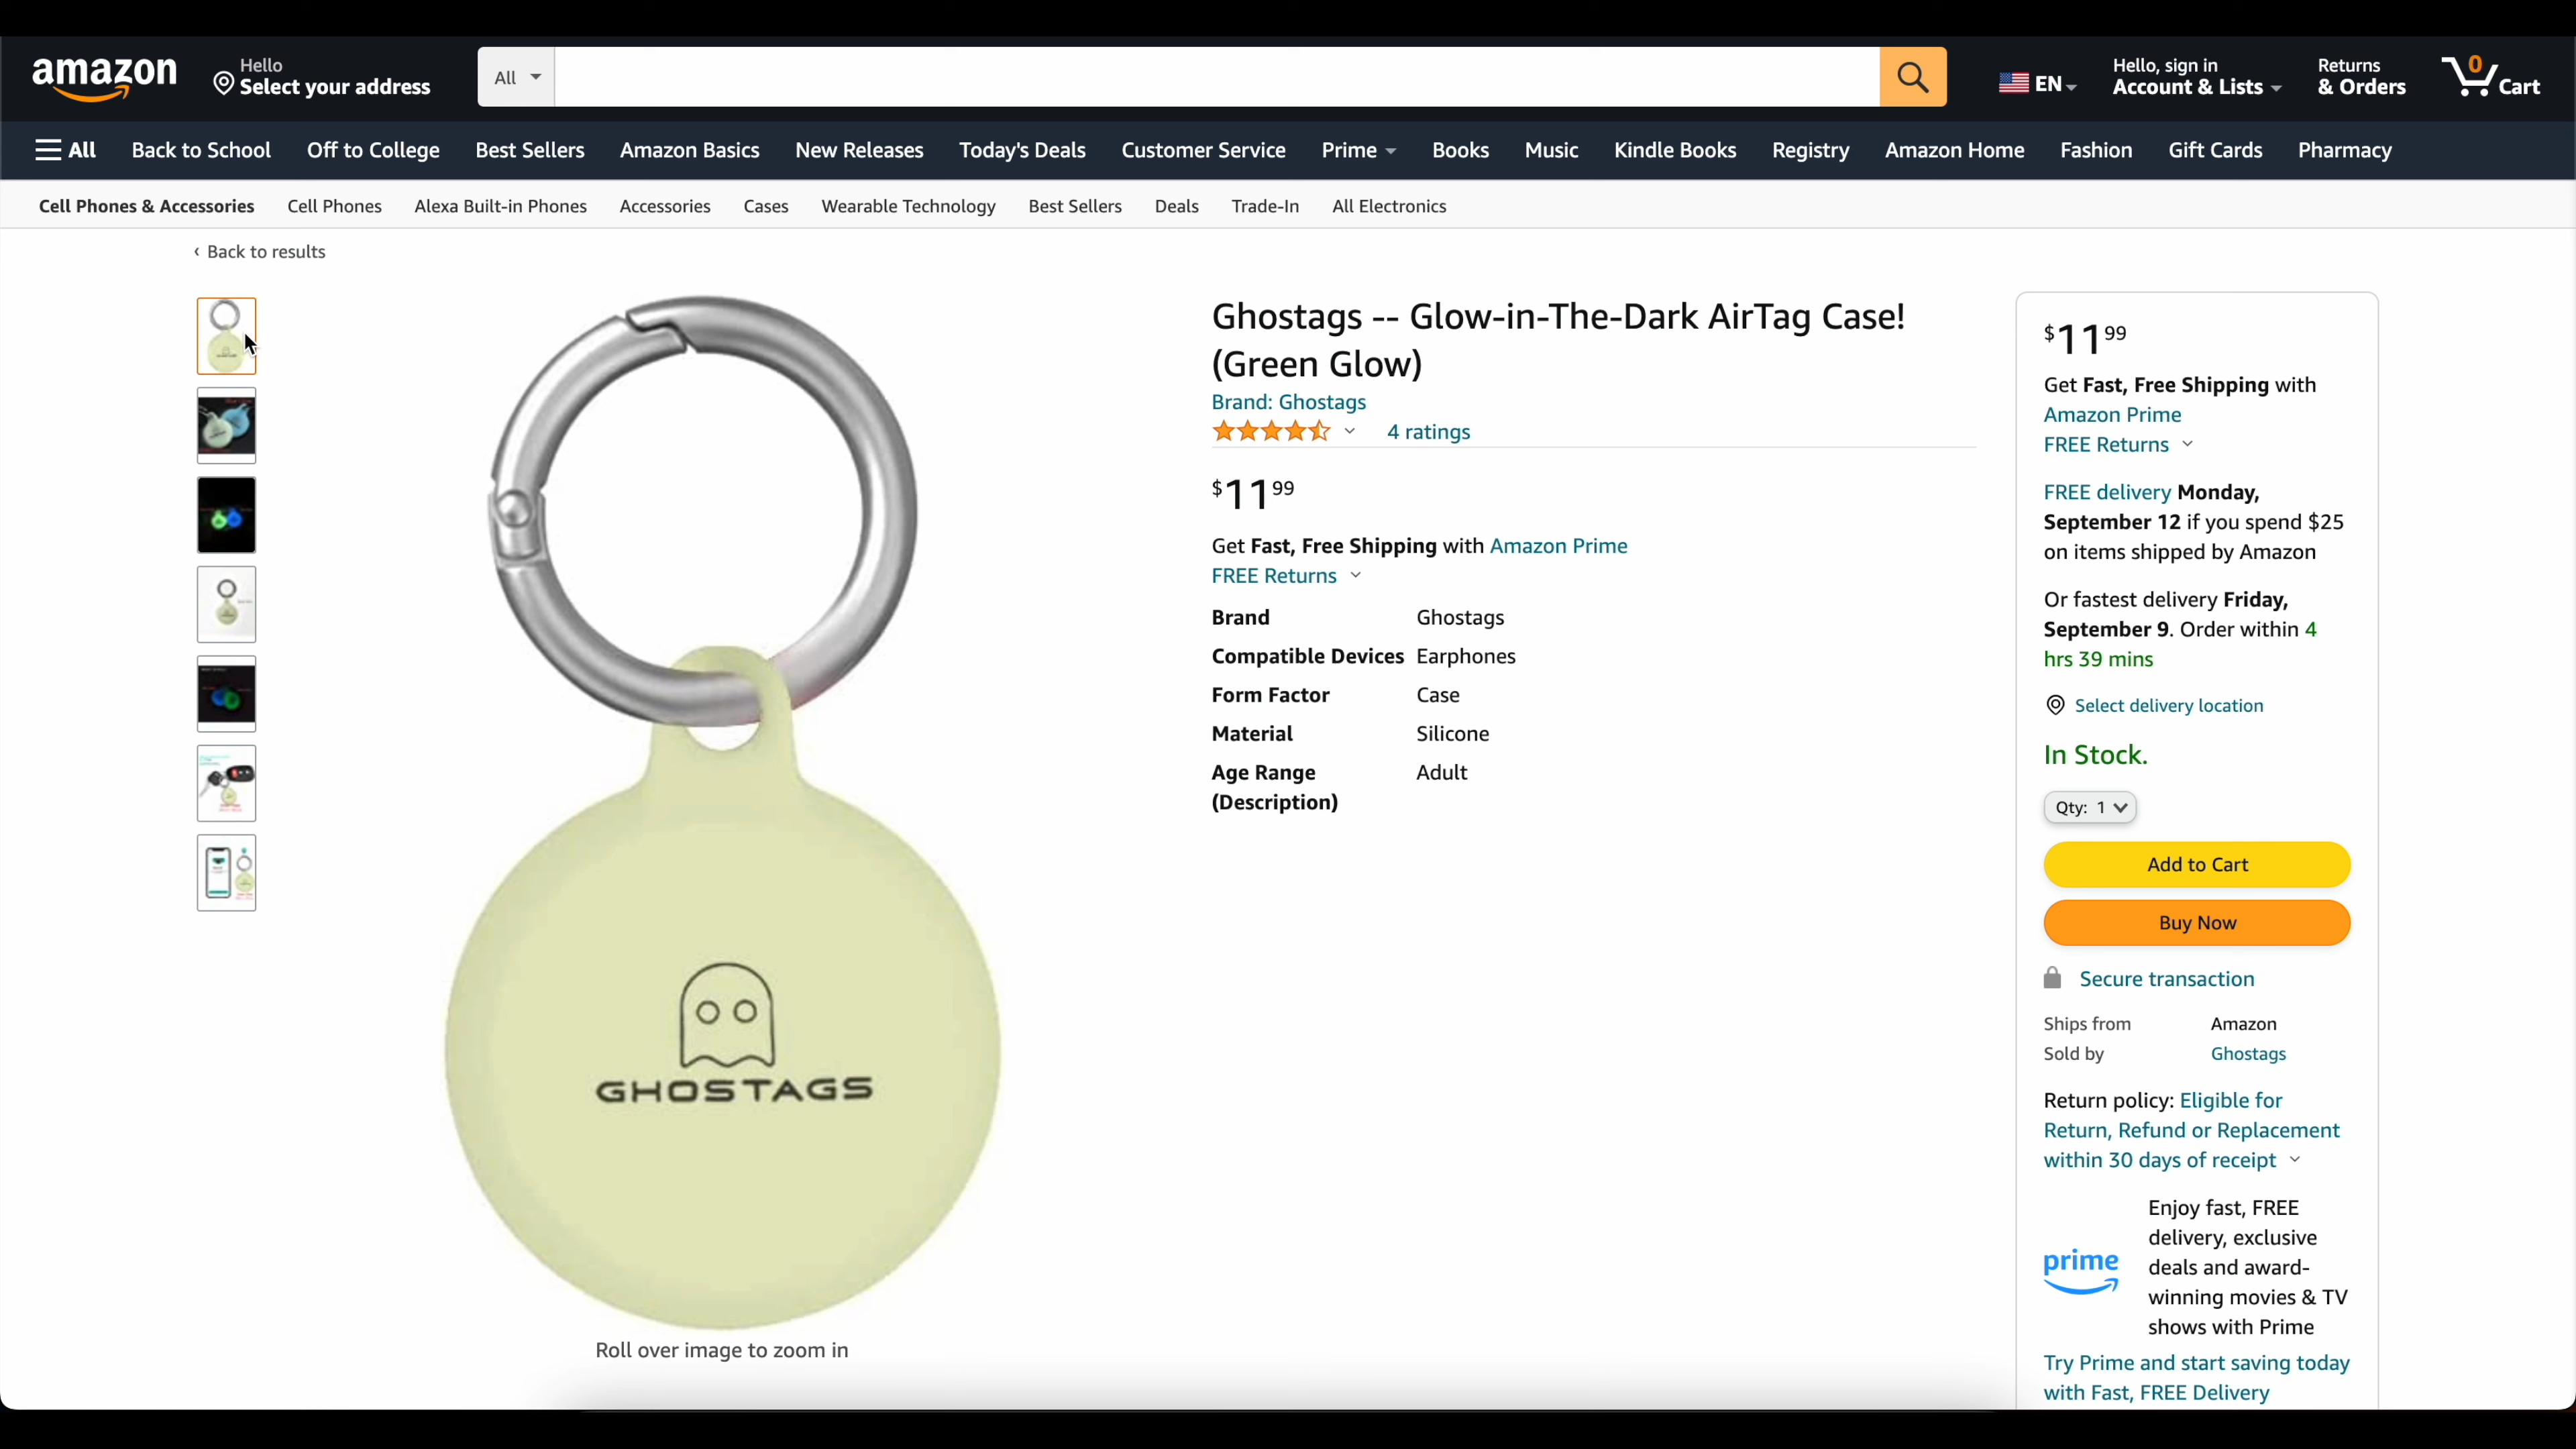 amazon
Hello
Select your address
All
EN
Hello, sign in
Account & Lists
Returns
& Orders
0
Cart
All
Back to School
Off to College
Best Sellers
Amazon Basics
New Releases
Today's Deals
Customer Service
Prime
Books
Music
Kindle Books
Registry
Amazon Home
Fashion
Gift Cards
Pharmacy
Cell Phones & Accessories
Cell Phones
Alexa Built-in Phones
Accessories
Cases
Wearable Technology
Best Sellers
Deals
Trade-In
All Electronics
‹ Back to results
GHOSTAGS
Roll over image to zoom in
Ghostags -- Glow-in-The-Dark AirTag Case!
(Green Glow)
Brand: Ghostags
4 ratings
$11 99
Get Fast, Free Shipping with Amazon Prime
FREE Returns
Brand Ghostags
Compatible Devices Earphones
Form Factor Case
Material Silicone
Age Range Adult
(Description)
$11 99
Get Fast, Free Shipping with
Amazon Prime
FREE Returns
FREE delivery Monday,
September 12 if you spend $25
on items shipped by Amazon
Or fastest delivery Friday,
September 9. Order within 4
hrs 39 mins
Select delivery location
In Stock.
Qty: 1
Add to Cart
Buy Now
Secure transaction
Ships from Amazon
Sold by Ghostags
Return policy: Eligible for
Return, Refund or Replacement
within 30 days of receipt
prime
Enjoy fast, FREE
delivery, exclusive
deals and award-
winning movies & TV
shows with Prime
Try Prime and start saving today
with Fast, FREE Delivery